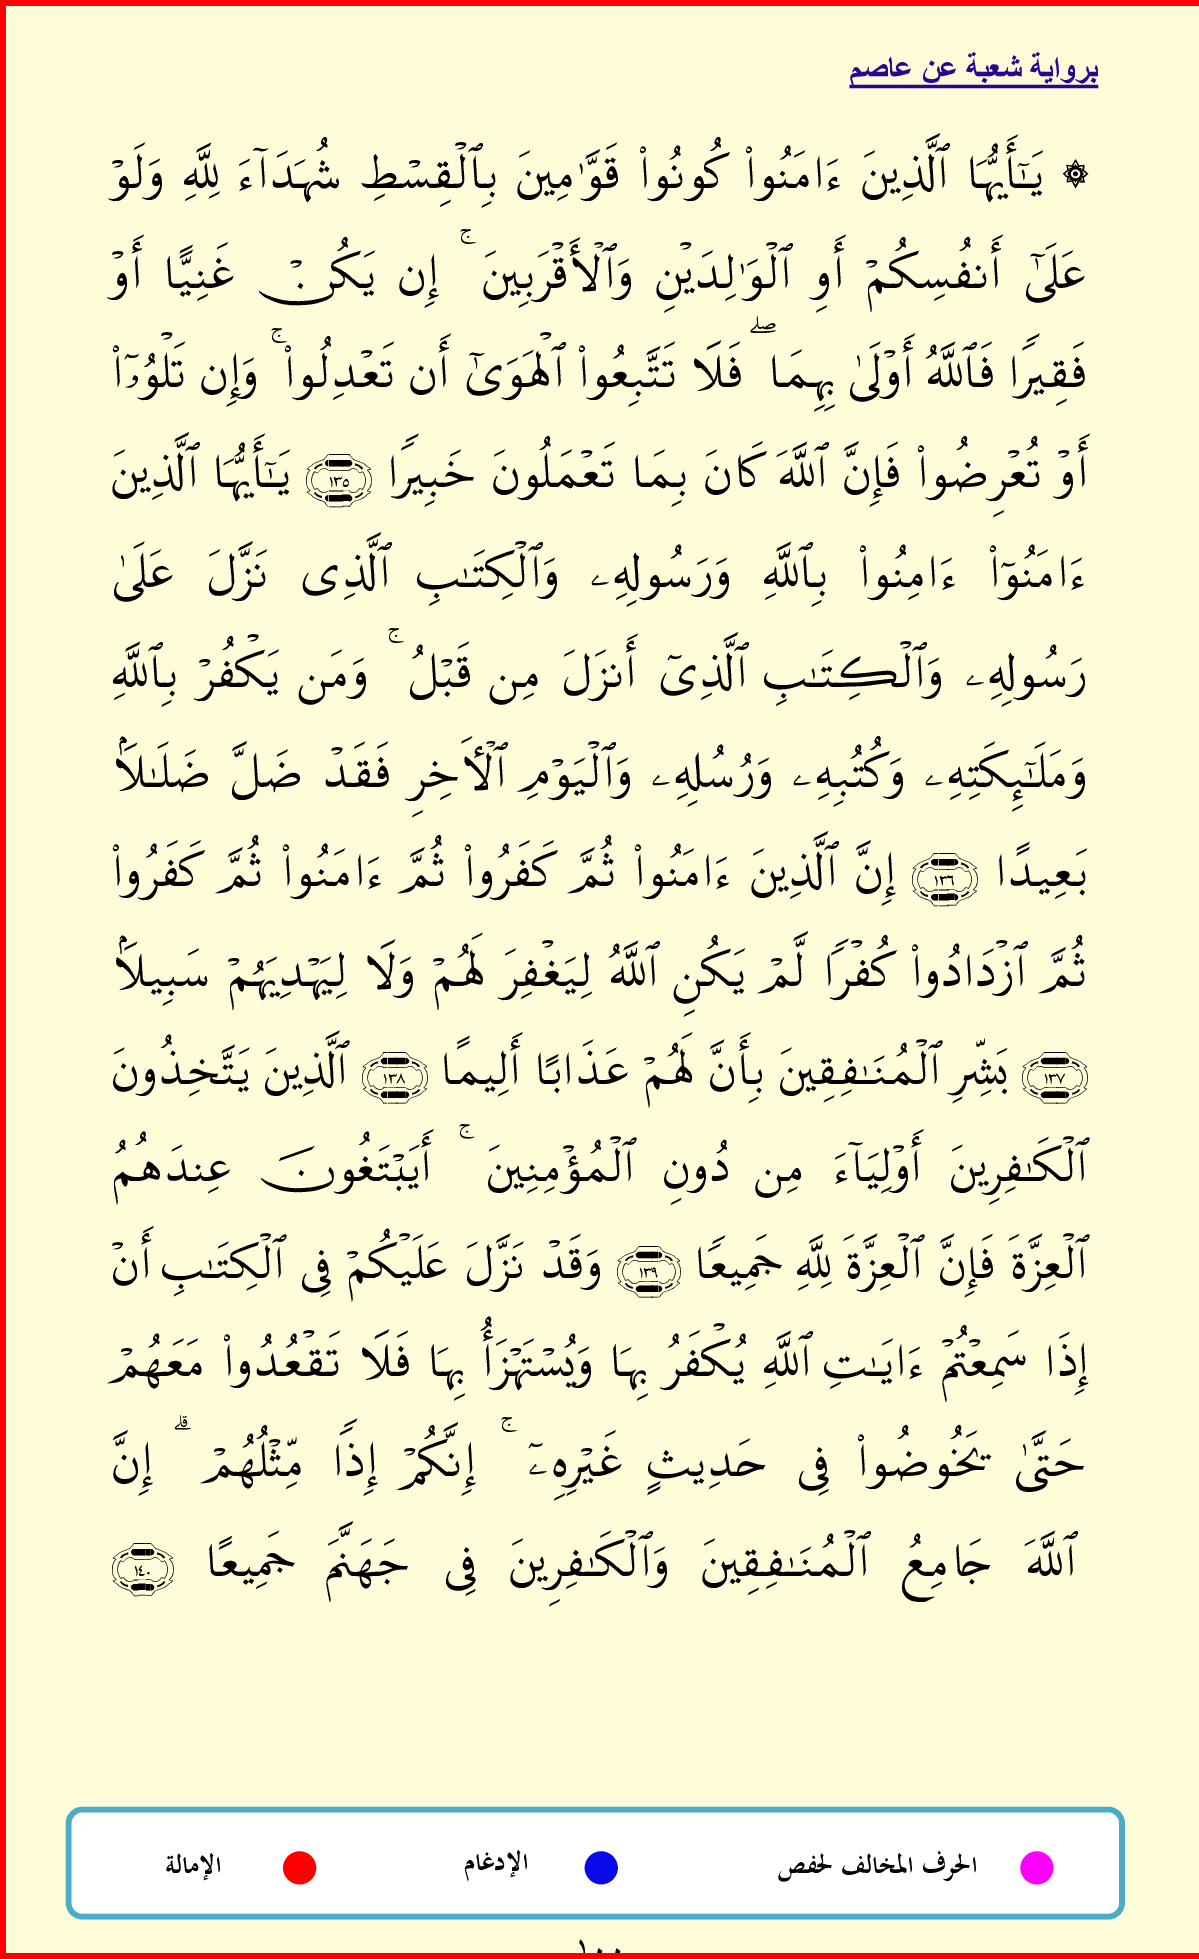 برواية شعبة عن عاصم
۞ يَـٰٓأَيُّهَا ٱلَّذِينَ ءَامَنُوا۟ كُونُوا۟ قَوَّٰمِينَ بِٱلْقِسْطِ شُهَدَآءَ لِلَّهِ وَلَوْ
عَلَىٰٓ أَنفُسِكُمْ أَوِ ٱلْوَٰلِدَيْنِ وَٱلْأَقْرَبِينَ ۚ إِن يَكُنْ غَنِيًّا أَوْ
فَقِيرًا فَٱللَّهُ أَوْلَىٰ بِهِمَا ۖ فَلَا تَتَّبِعُوا۟ ٱلْهَوَىٰٓ أَن تَعْدِلُوا۟ ۚ وَإِن تَلْوُۥٓا۟
أَوْ تُعْرِضُوا۟ فَإِنَّ ٱللَّهَ كَانَ بِمَا تَعْمَلُونَ خَبِيرًا ١٣٥ يَـٰٓأَيُّهَا ٱلَّذِينَ
ءَامَنُوٓا۟ ءَامِنُوا۟ بِٱللَّهِ وَرَسُولِهِۦ وَٱلْكِتَـٰبِ ٱلَّذِى نَزَّلَ عَلَىٰ
رَسُولِهِۦ وَٱلْكِتَـٰبِ ٱلَّذِىٓ أَنزَلَ مِن قَبْلُ ۚ وَمَن يَكْفُرْ بِٱللَّهِ
وَمَلَـٰٓئِكَتِهِۦ وَكُتُبِهِۦ وَرُسُلِهِۦ وَٱلْيَوْمِ ٱلْـَٔاخِرِ فَقَدْ ضَلَّ ضَلَـٰلًۢا
بَعِيدًا ١٣٦ إِنَّ ٱلَّذِينَ ءَامَنُوا۟ ثُمَّ كَفَرُوا۟ ثُمَّ ءَامَنُوا۟ ثُمَّ كَفَرُوا۟
ثُمَّ ٱزْدَادُوا۟ كُفْرًا لَّمْ يَكُنِ ٱللَّهُ لِيَغْفِرَ لَهُمْ وَلَا لِيَهْدِيَهُمْ سَبِيلًۢا
١٣٧ بَشِّرِ ٱلْمُنَـٰفِقِينَ بِأَنَّ لَهُمْ عَذَابًا أَلِيمًا ١٣٨ ٱلَّذِينَ يَتَّخِذُونَ
ٱلْكَـٰفِرِينَ أَوْلِيَآءَ مِن دُونِ ٱلْمُؤْمِنِينَ ۚ أَيَبْتَغُونَ عِندَهُمُ
ٱلْعِزَّةَ فَإِنَّ ٱلْعِزَّةَ لِلَّهِ جَمِيعًا ١٣٩ وَقَدْ نَزَّلَ عَلَيْكُمْ فِى ٱلْكِتَـٰبِ أَنْ
إِذَا سَمِعْتُمْ ءَايَـٰتِ ٱللَّهِ يُكْفَرُ بِهَا وَيُسْتَهْزَأُ بِهَا فَلَا تَقْعُدُوا۟ مَعَهُمْ
حَتَّىٰ يَخُوضُوا۟ فِى حَدِيثٍ غَيْرِهِۦٓ ۚ إِنَّكُمْ إِذًا مِّثْلُهُمْ ۗ إِنَّ
ٱللَّهَ جَامِعُ ٱلْمُنَـٰفِقِينَ وَٱلْكَـٰفِرِينَ فِى جَهَنَّمَ جَمِيعًا ١٤٠
الحرف المخالف لحفص الإدغام الإمالة
١٠٠